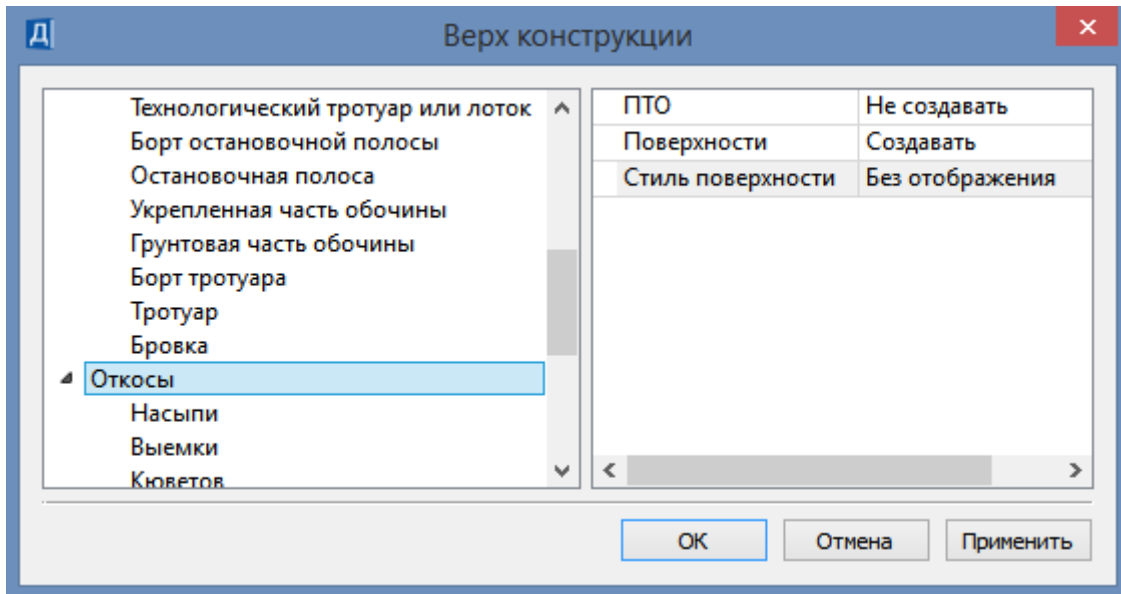 Д
Верх конструкции
Технологический тротуар или лоток
Борт остановочной полосы
Остановочная полоса
Укрепленная часть обочины
Грунтовая часть обочины
Борт тротуара
Тротуар
Бровка
Откосы
Насыпи
Выемки
Кюветов
ПТО Не создавать
Поверхности Создавать
Стиль поверхности Без отображения
ОК Отмена Применить